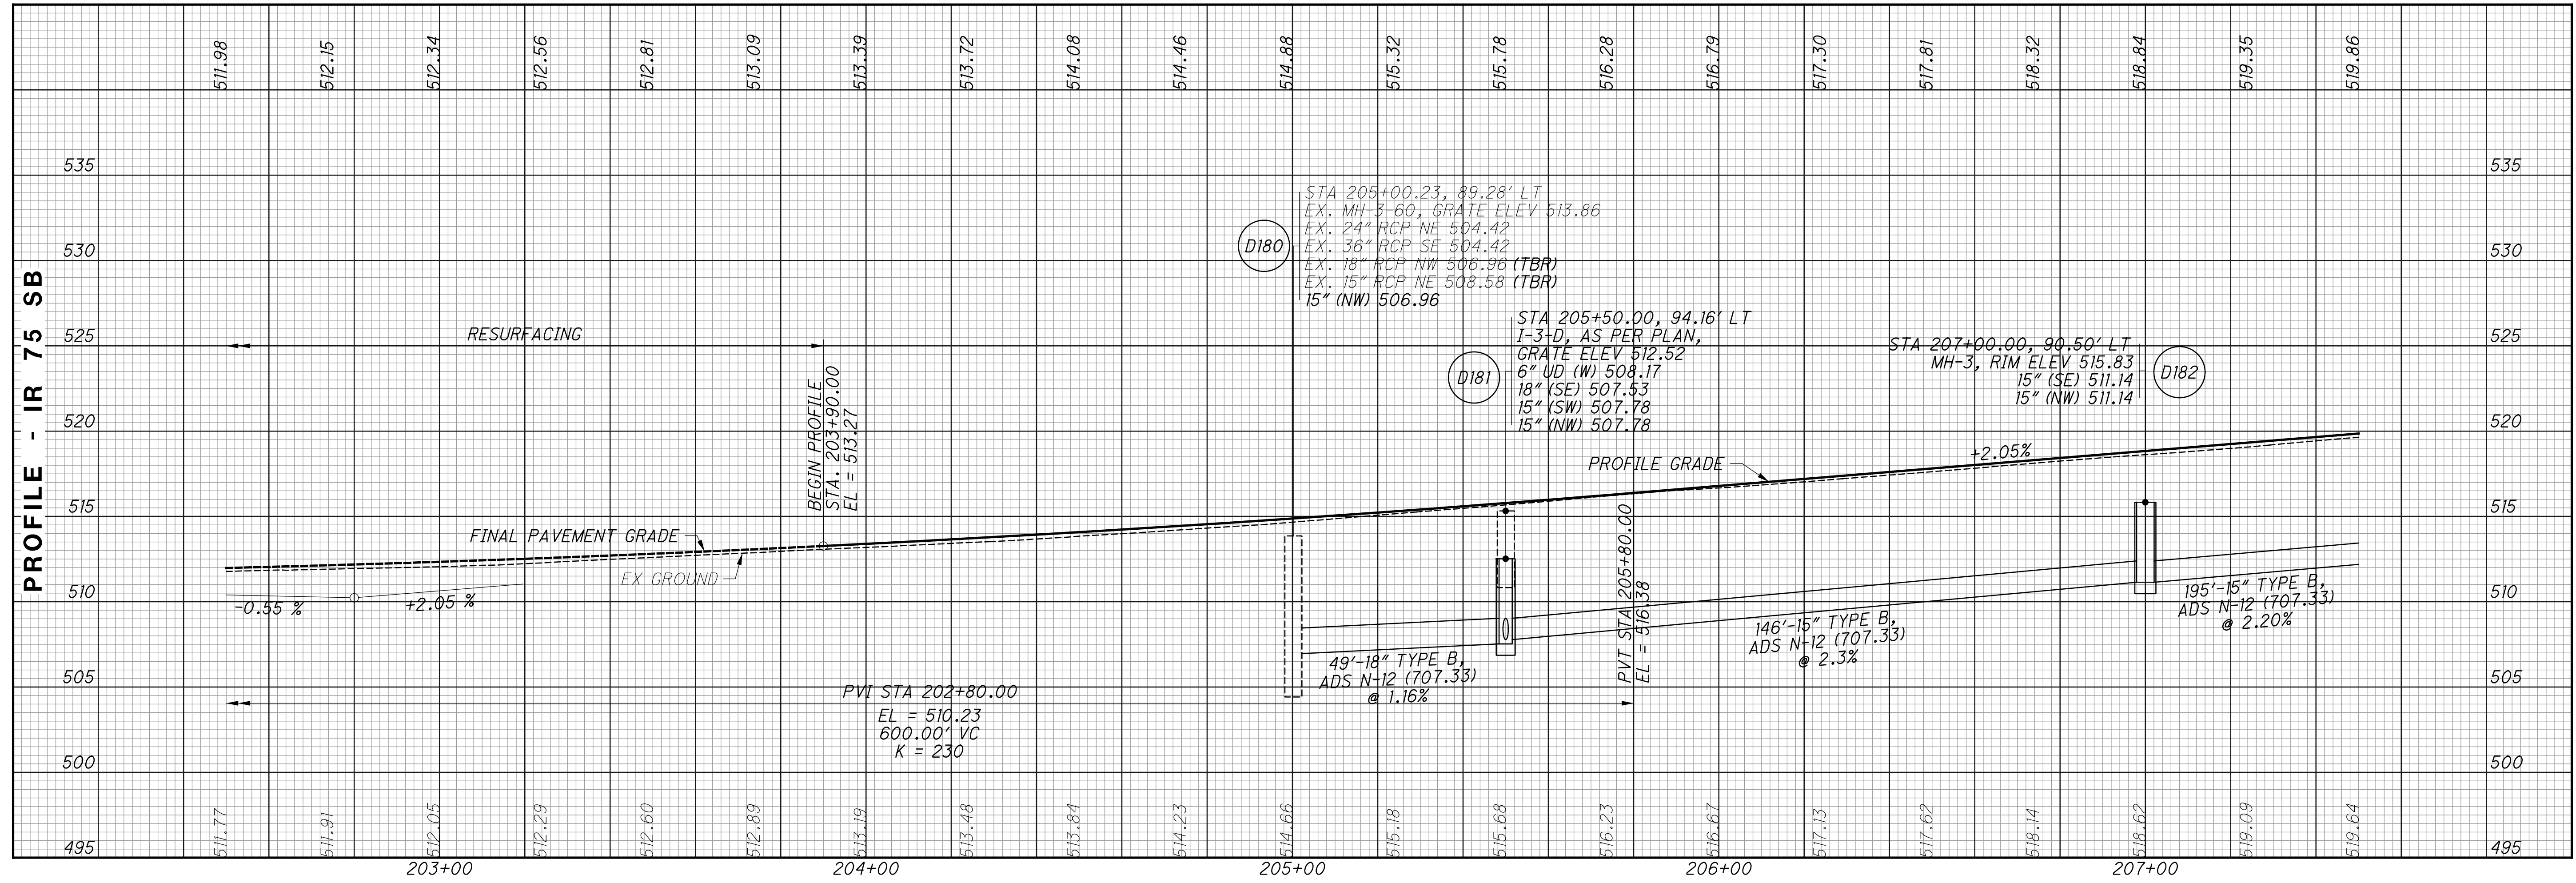 PROFILE - IR 75 SB
511.98
512.15
512.34
512.56
512.81
513.09
513.39
513.72
514.08
514.46
514.88
515.32
515.78
516.28
516.79
517.30
517.81
518.32
518.84
519.35
519.86
535
535
530
530
525
525
520
520
515
515
510
510
505
505
500
500
495
495
RESURFACING
BEGIN PROFILE
STA. 203+90.00
EL = 513.27
D180
STA 205+00.23, 89.28' LT
EX. MH-3-60, GRATE ELEV 513.86
EX. 24" RCP NE 504.42
EX. 36" RCP SE 504.42
EX. 18" RCP NW 506.96 (TBR)
EX. 15" RCP NE 508.58 (TBR)
15" (NW) 506.96
D181
STA 205+50.00, 94.16' LT
I-3-D, AS PER PLAN,
GRATE ELEV 512.52
6" UD (W) 508.17
18" (SE) 507.53
15" (SW) 507.78
15" (NW) 507.78
D182
STA 207+00.00, 90.50' LT
MH-3, RIM ELEV 515.83
15" (SE) 511.14
15" (NW) 511.14
PROFILE GRADE
+2.05%
FINAL PAVEMENT GRADE
EX GROUND
-0.55 %
+2.05 %
PVT STA 205+80.00
EL = 516.38
49'-18" TYPE B,
ADS N-12 (707.33)
@ 1.16%
146'-15" TYPE B,
ADS N-12 (707.33)
@ 2.3%
195'-15" TYPE B,
ADS N-12 (707.33)
@ 2.20%
PVI STA 202+80.00
EL = 510.23
600.00' VC
K = 230
511.77
511.91
512.05
512.29
512.60
512.89
513.19
513.48
513.84
514.23
514.66
515.18
515.68
516.23
516.67
517.13
517.62
518.14
518.62
519.09
519.64
203+00
204+00
205+00
206+00
207+00